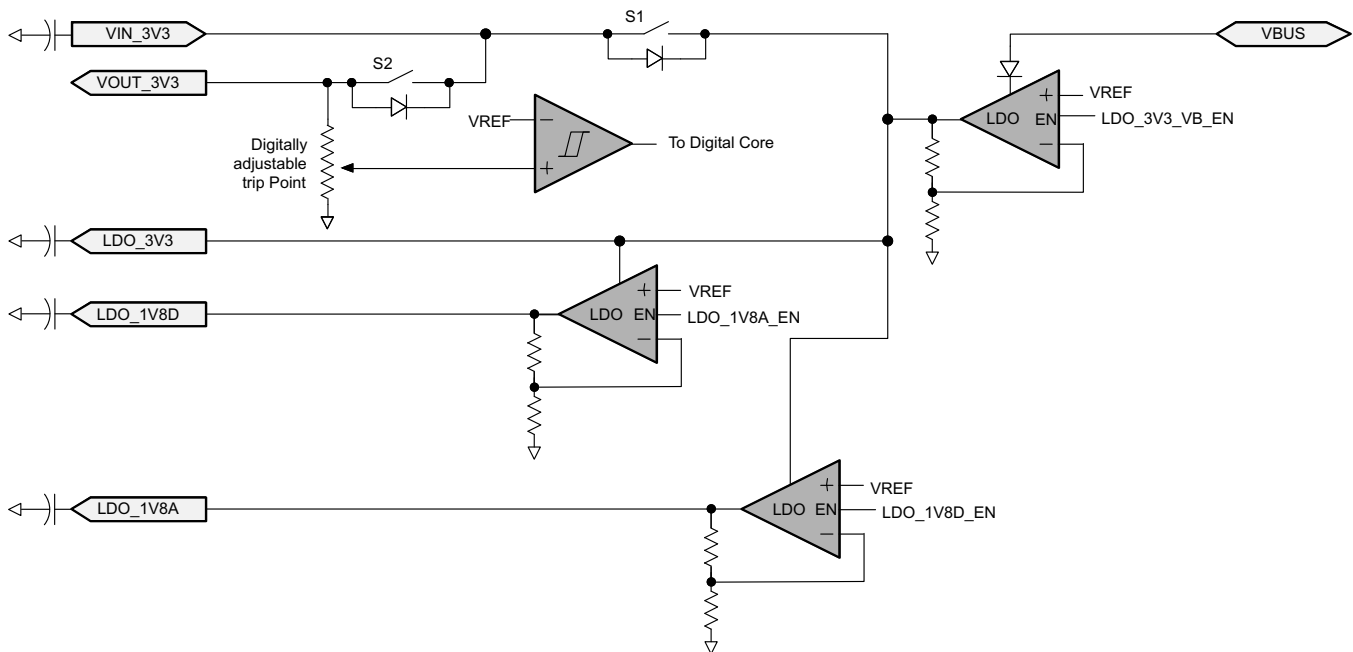 S1
VIN_3V3
VBUS
S2
VOUT_3V3
VREF
−
+
To Digital Core
Digitally
adjustable
trip Point
+
VREF
LDO
EN
LDO_3V3_VB_EN
−
LDO_3V3
+
VREF
LDO_1V8D
LDO
EN
LDO_1V8A_EN
−
+
VREF
LDO_1V8A
LDO
EN
LDO_1V8D_EN
−